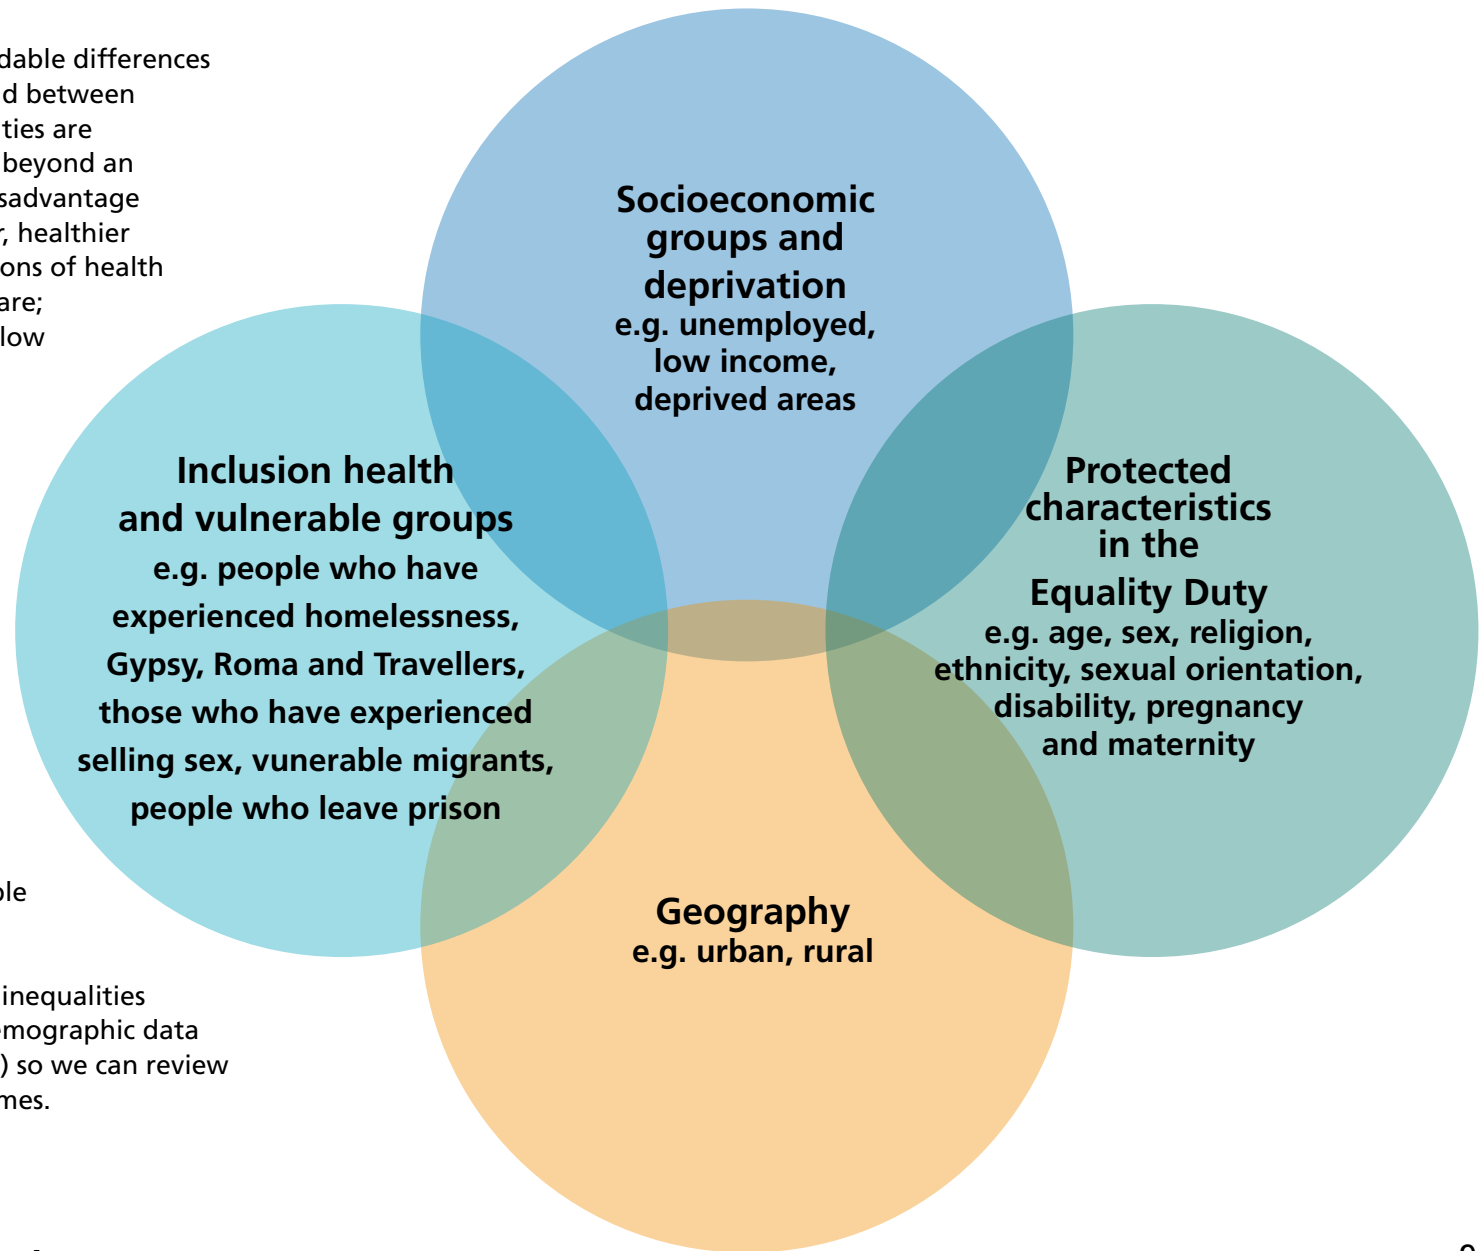 dable differences
d between
ties are
beyond an
sadvantage
r, healthier
ons of health
are;
low
ple
inequalities
emographic data
) so we can review
mes.
Socioeconomic
groups and
deprivation
e.g. unemployed,
low income,
deprived areas
Inclusion health
and vulnerable groups
e.g. people who have
experienced homelessness,
Gypsy, Roma and Travellers,
those who have experienced
selling sex, vunerable migrants,
people who leave prison
Protected
characteristics
in the
Equality Duty
e.g. age, sex, religion,
ethnicity, sexual orientation,
disability, pregnancy
and maternity
Geography
e.g. urban, rural